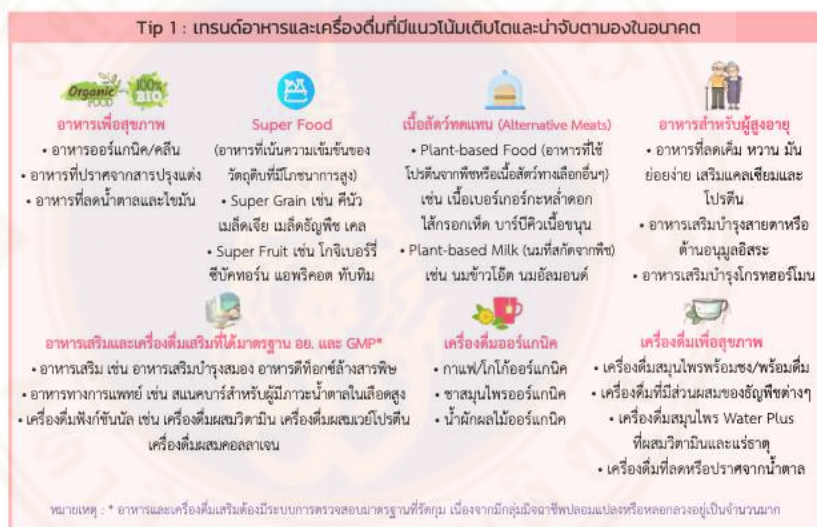 Tip 1 : เทรนด์อาหารและเครื่องดื่มที่มีแนวโน้มเติบโตและน่าจับตามองในอนาคต
Organic FOOD
100% BIO
อาหารเพื่อสุขภาพ
• อาหารออร์แกนิค/คลีน
• อาหารที่ปราศจากสารปรุงแต่ง
• อาหารที่ลดน้ำตาลและไขมัน
Super Food
(อาหารที่เน้นความเข้มข้นของ
วัตถุดิบที่มีโภชนาการสูง)
• Super Grain เช่น คีนัว
เมล็ดเจีย เมล็ดธัญพืช เคล
• Super Fruit เช่น โกจิเบอร์รี่
ซีบัคทอร์น แอพริคอต ทับทิม
เนื้อสัตว์ทดแทน (Alternative Meats)
• Plant-based Food (อาหารที่ใช้
โปรตีนจากพืชหรือเนื้อสัตว์ทางเลือกอื่นๆ)
เช่น เนื้อเบอร์เกอร์กะหล่ำดอก
ไส้กรอกเห็ด บาร์บีคิวเนื้อขนุน
• Plant-based Milk (นมที่สกัดจากพืช)
เช่น นมข้าวโอ๊ต นมอัลมอนด์
อาหารสำหรับผู้สูงอายุ
• อาหารที่ลดเค็ม หวาน มัน
ย่อยง่าย เสริมแคลเซียมและ
โปรตีน
• อาหารเสริมบำรุงสายตาหรือ
ต้านอนุมูลอิสระ
• อาหารเสริมบำรุงโกรทฮอร์โมน
อาหารเสริมและเครื่องดื่มเสริมที่ได้มาตรฐาน อย. และ GMP*
• อาหารเสริม เช่น อาหารเสริมบำรุงสมอง อาหารดีท็อกซ์ล้างสารพิษ
• อาหารทางการแพทย์ เช่น สแนคบาร์สำหรับผู้มีภาวะน้ำตาลในเลือดสูง
• เครื่องดื่มฟังก์ชันนัล เช่น เครื่องดื่มผสมวิตามิน เครื่องดื่มผสมเวย์โปรตีน
เครื่องดื่มผสมคอลลาเจน
เครื่องดื่มออร์แกนิค
• กาแฟ/โกโก้ออร์แกนิค
• ชาสมุนไพรออร์แกนิค
• น้ำผักผลไม้ออร์แกนิค
เครื่องดื่มเพื่อสุขภาพ
• เครื่องดื่มสมุนไพรพร้อมชง/พร้อมดื่ม
• เครื่องดื่มที่มีส่วนผสมของธัญพืชต่างๆ
• เครื่องดื่มสมุนไพร Water Plus
ที่ผสมวิตามินและแร่ธาตุ
• เครื่องดื่มที่ลดหรือปราศจากน้ำตาล
หมายเหตุ : * อาหารและเครื่องดื่มเสริมต้องมีระบบการตรวจสอบมาตรฐานที่รัดกุม เนื่องจากมีกลุ่มมิจฉาชีพปลอมแปลงหรือหลอกลวงอยู่เป็นจำนวนมาก